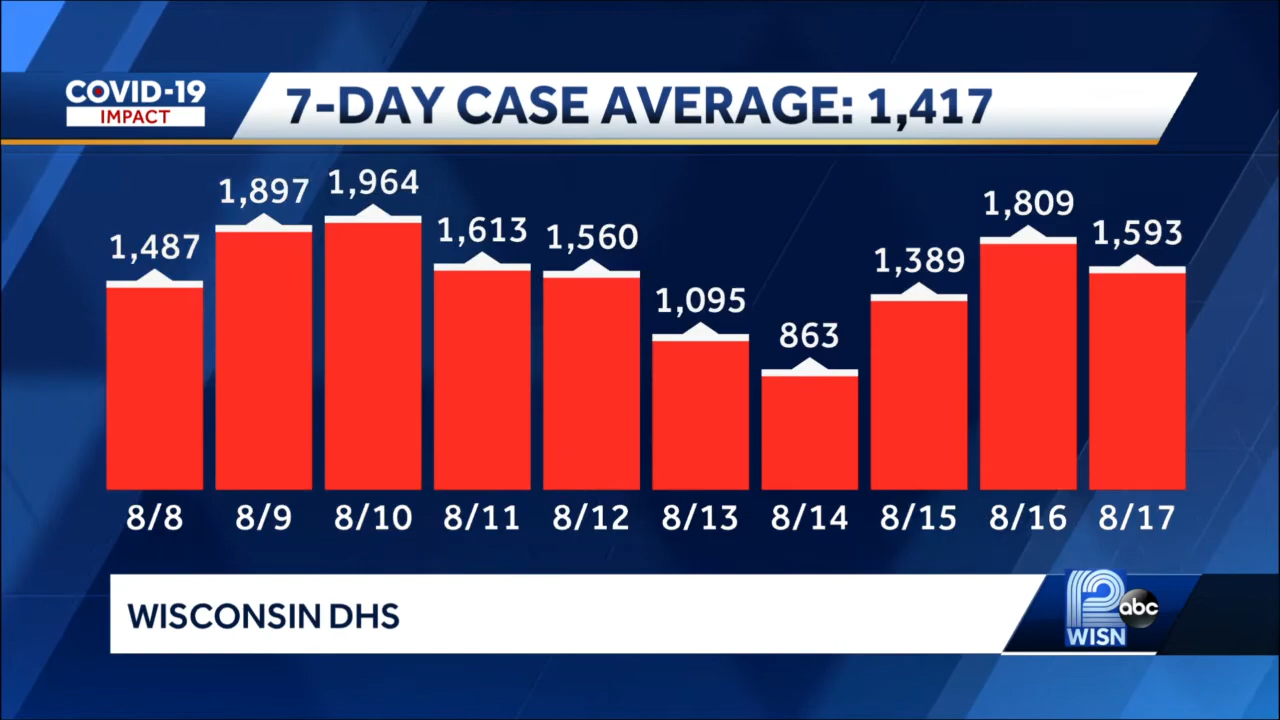 COVID-19
IMPACT
7-DAY CASE AVERAGE: 1,417
1,487 1,897 1,964 1,613 1,560 1,095 863 1,389 1,809 1,593
8/8 8/9 8/10 8/11 8/12 8/13 8/14 8/15 8/16 8/17
WISCONSIN DHS
12 abc
WISN